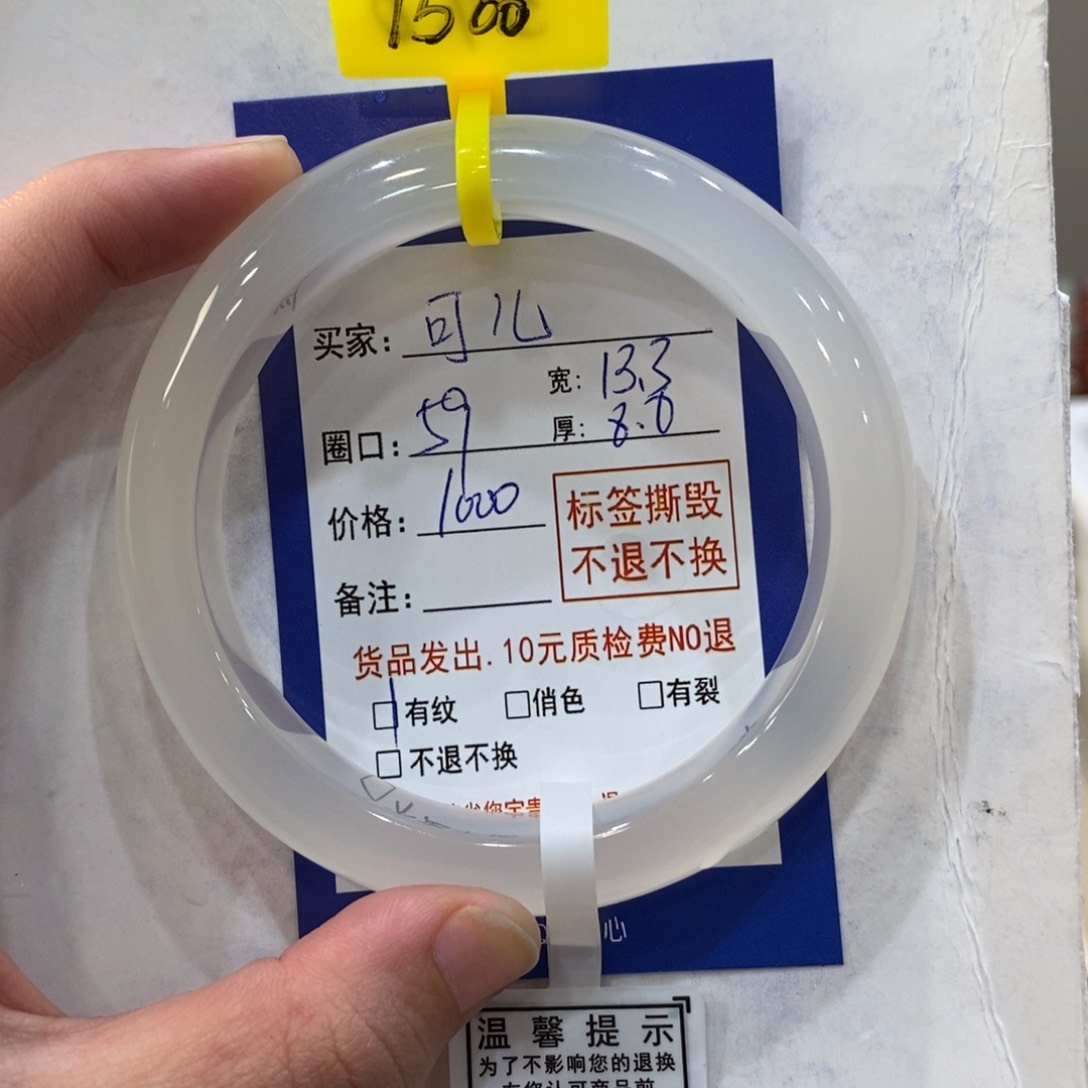 1500
买家: 可儿
宽: 13.3
圈口: 59
厚: 8.8
价格: 1000
标签撕毁
不退不换
备注:
货品发出.10元质检费NO退
□有纹 □俏色 □有裂
□不退不换
心
温馨提示
为了不影响您的退换